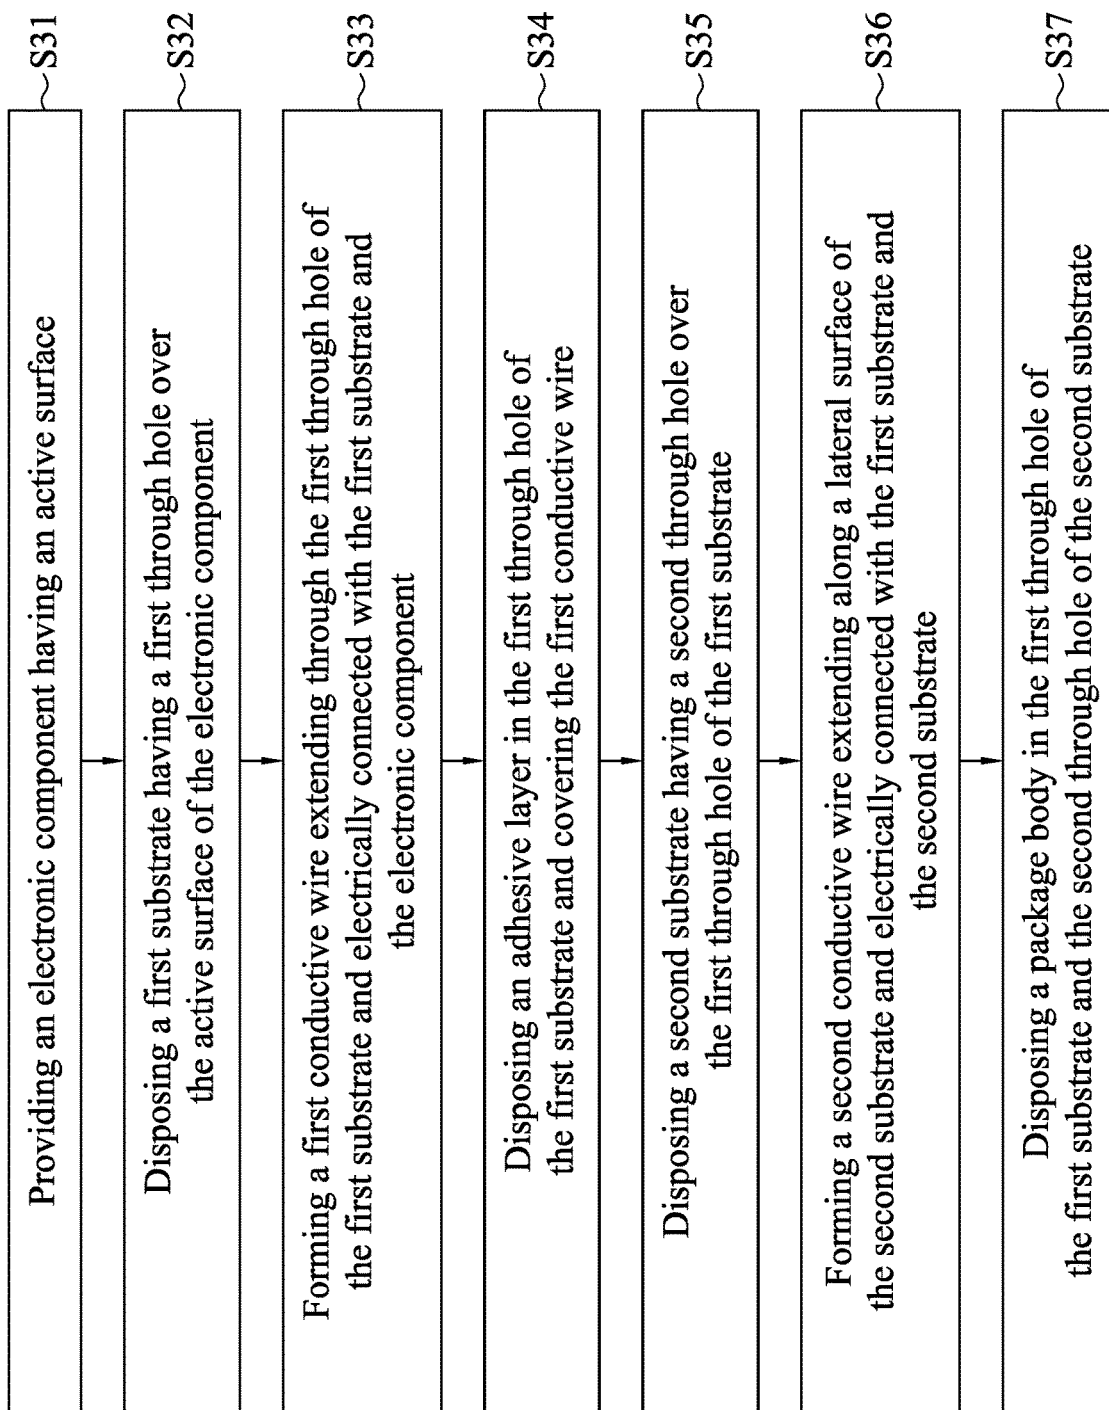 Providing an electronic component having an active surface
S31
Disposing a first substrate having a first through hole over
the active surface of the electronic component
S32
Forming a first conductive wire extending through the first through hole of
the first substrate and electrically connected with the first substrate and
the electronic component
S33
Disposing an adhesive layer in the first through hole of
the first substrate and covering the first conductive wire
S34
Disposing a second substrate having a second through hole over
the first through hole of the first substrate
S35
Forming a second conductive wire extending along a lateral surface of
the second substrate and electrically connected with the first substrate and
the second substrate
S36
Disposing a package body in the first through hole of
the first substrate and the second through hole of the second substrate
S37